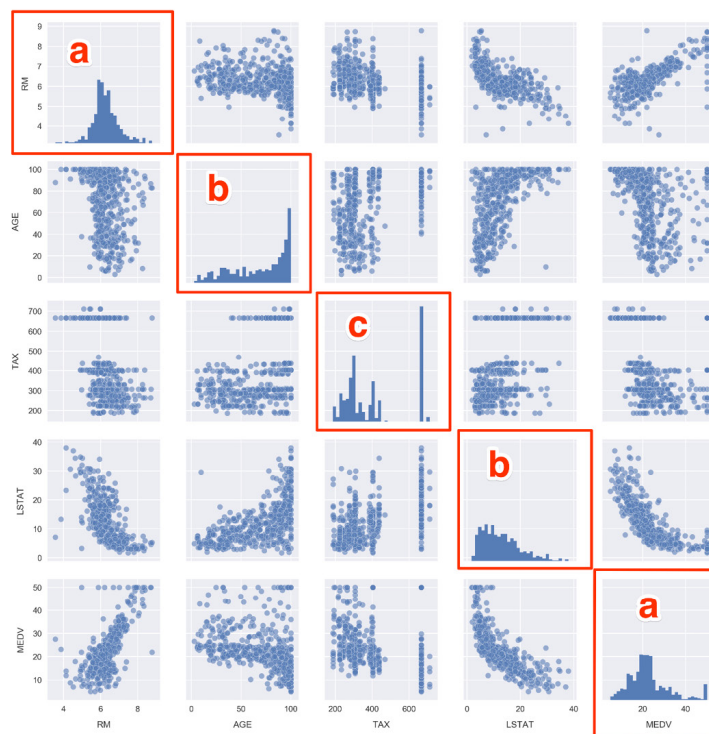 9
8
7
6
5
4
RM
a
100
80
60
40
20
0
AGE
b
700
600
500
400
300
200
TAX
c
40
30
20
10
0
LSTAT
b
50
40
30
20
10
MEDV
a
4 6 8
RM
0 50 100
AGE
200 400 600
TAX
0 20 40
LSTAT
20 40
MEDV